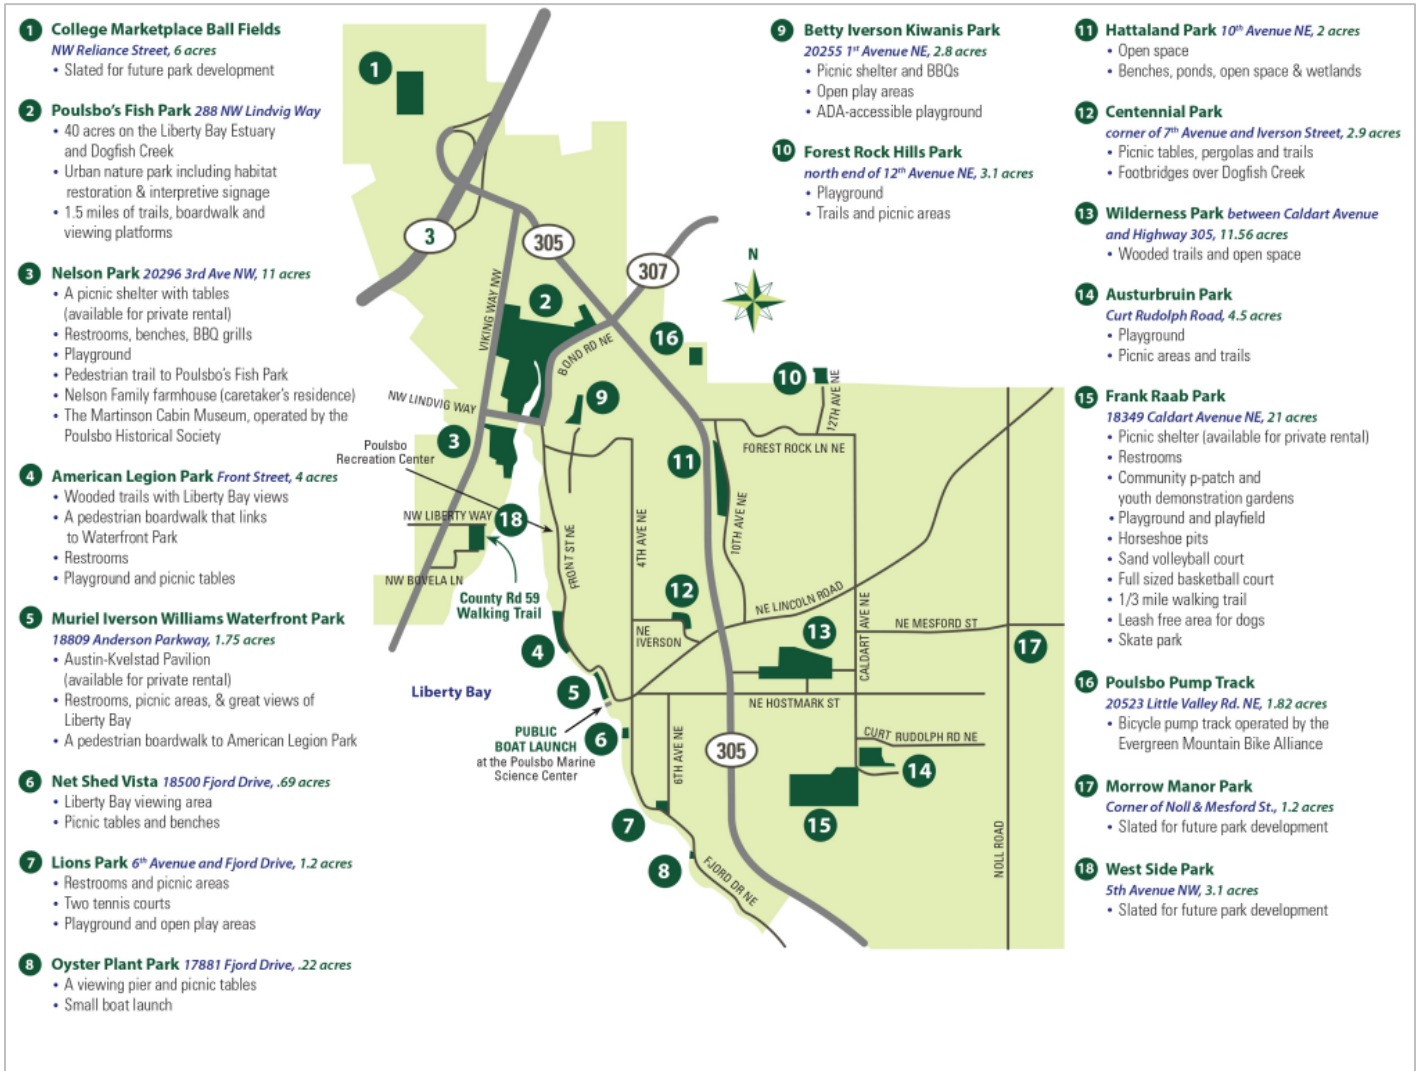 1 College Marketplace Ball Fields
NW Reliance Street, 6 acres
• Slated for future park development
2 Poulsbo's Fish Park 288 NW Lindvig Way
• 40 acres on the Liberty Bay Estuary
and Dogfish Creek
• Urban nature park including habitat
restoration & interpretive signage
• 1.5 miles of trails, boardwalk and
viewing platforms
3 Nelson Park 20296 3rd Ave NW, 11 acres
• A picnic shelter with tables
(available for private rental)
• Restrooms, benches, BBQ grills
• Playground
• Pedestrian trail to Poulsbo's Fish Park
• Nelson Family farmhouse (caretaker's residence)
• The Martinson Cabin Museum, operated by the
Poulsbo Historical Society
4 American Legion Park Front Street, 4 acres
• Wooded trails with Liberty Bay views
• A pedestrian boardwalk that links
to Waterfront Park
• Restrooms
• Playground and picnic tables
5 Muriel Iverson Williams Waterfront Park
18809 Anderson Parkway, 1.75 acres
• Austin-Kvelstad Pavilion
(available for private rental)
• Restrooms, picnic areas, & great views of
Liberty Bay
• A pedestrian boardwalk to American Legion Park
6 Net Shed Vista 18500 Fjord Drive, .69 acres
• Liberty Bay viewing area
• Picnic tables and benches
7 Lions Park 6th Avenue and Fjord Drive, 1.2 acres
• Restrooms and picnic areas
• Two tennis courts
• Playground and open play areas
8 Oyster Plant Park 17881 Fjord Drive, .22 acres
• A viewing pier and picnic tables
• Small boat launch
9 Betty Iverson Kiwanis Park
20255 1st Avenue NE, 2.8 acres
• Picnic shelter and BBQs
• Open play areas
• ADA-accessible playground
10 Forest Rock Hills Park
north end of 12th Avenue NE, 3.1 acres
• Playground
• Trails and picnic areas
11 Hattaland Park 10th Avenue NE, 2 acres
• Open space
• Benches, ponds, open space & wetlands
12 Centennial Park
corner of 7th Avenue and Iverson Street, 2.9 acres
• Picnic tables, pergolas and trails
• Footbridges over Dogfish Creek
13 Wilderness Park between Caldart Avenue
and Highway 305, 11.56 acres
• Wooded trails and open space
14 Austurbruin Park
Curt Rudolph Road, 4.5 acres
• Playground
• Picnic areas and trails
15 Frank Raab Park
18349 Caldart Avenue NE, 21 acres
• Picnic shelter (available for private rental)
• Restrooms
• Community p-patch and
youth demonstration gardens
• Playground and playfield
• Horseshoe pits
• Sand volleyball court
• Full sized basketball court
• 1/3 mile walking trail
• Leash free area for dogs
• Skate park
16 Poulsbo Pump Track
20523 Little Valley Rd. NE, 1.82 acres
• Bicycle pump track operated by the
Evergreen Mountain Bike Alliance
17 Morrow Manor Park
Corner of Noll & Mesford St., 1.2 acres
• Slated for future park development
18 West Side Park
5th Avenue NW, 3.1 acres
• Slated for future park development
1
3
305
307
N
VIKING WAY NW
2
BOND RD NE
16
10
12TH AVE NE
NW LINDVIG WAY
9
3
Poulsbo
Recreation Center
FOREST ROCK LN NE
11
10TH AVE NE
NW LIBERTY WAY
18
FRONT ST NE
4TH AVE NE
NW BOVELA LN
County Rd 59
Walking Trail
12
NE LINCOLN ROAD
NE
IVERSON
13
CALDART AVE NE
NE MESFORD ST
17
4
Liberty Bay
5
NE HOSTMARK ST
PUBLIC
BOAT LAUNCH
at the Poulsbo Marine
Science Center
6
6TH AVE NE
305
CURT RUDOLPH RD NE
14
15
7
8
FJORD DR NE
NOLL ROAD